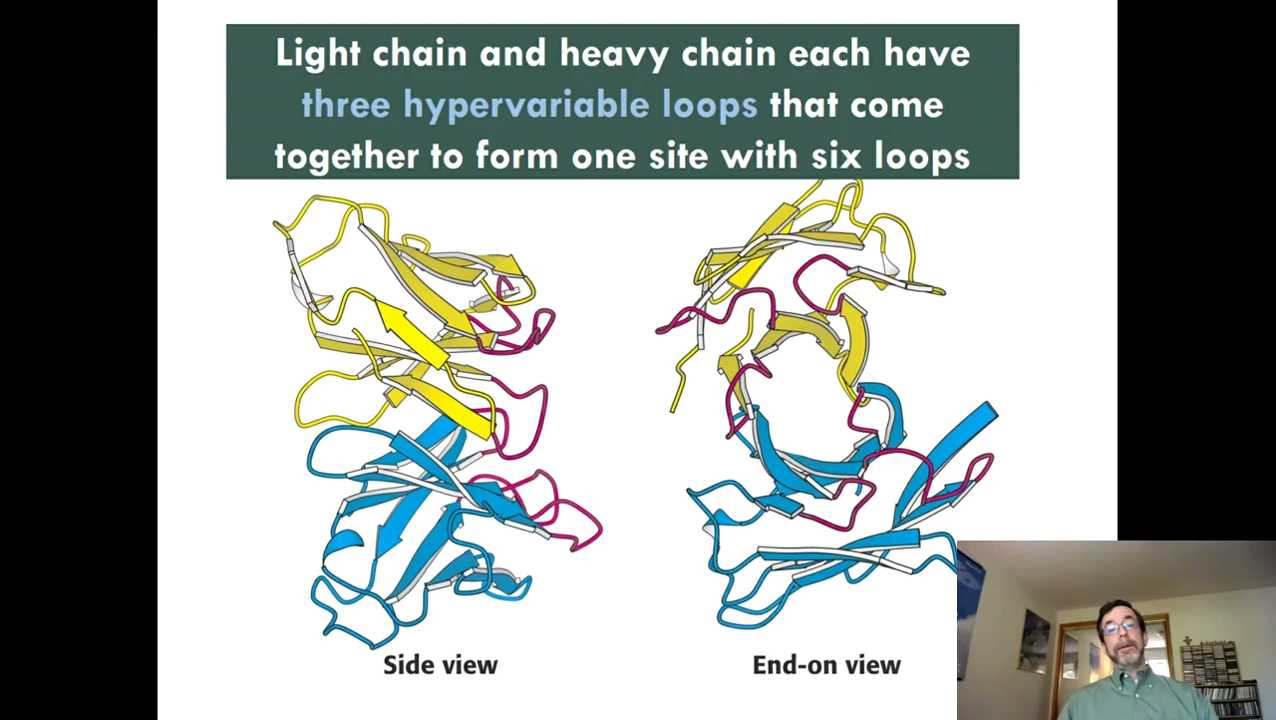 Light chain and heavy chain each have
three hypervariable loops that come
together to form one site with six loops
Side view
End-on view